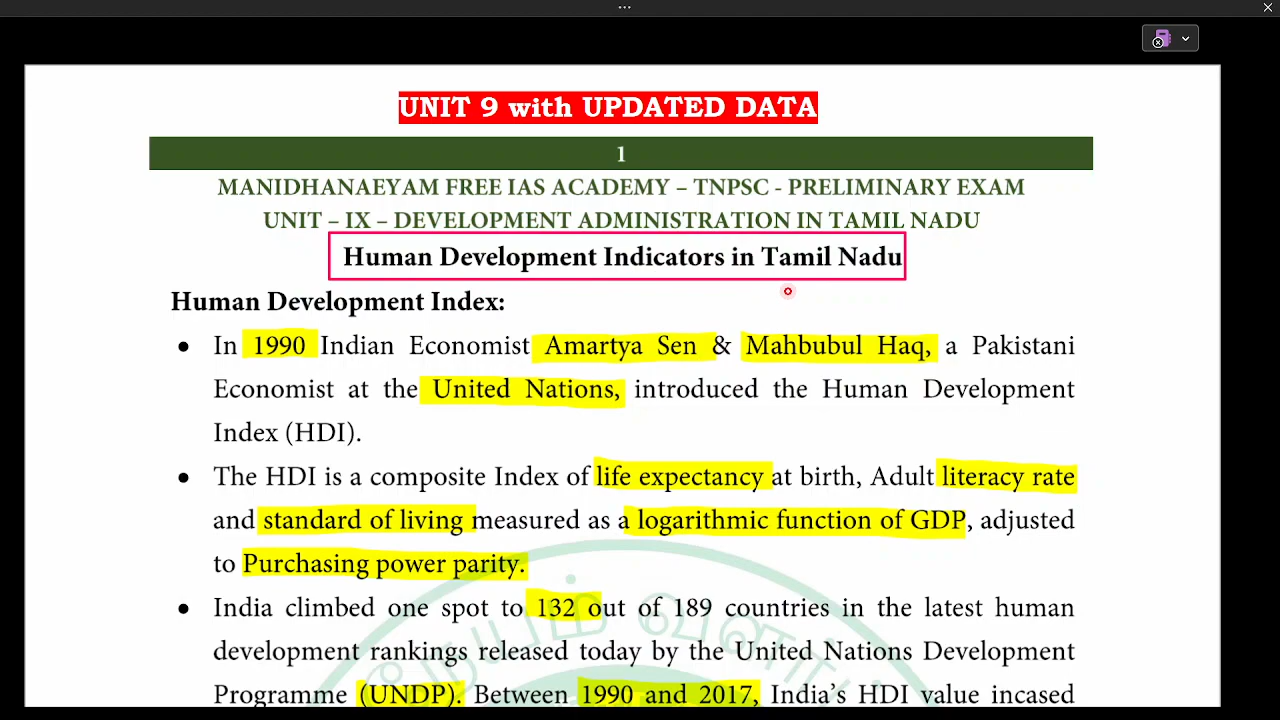 UNIT 9 with UPDATED DATA
1
MANIDHANAEYAM FREE IAS ACADEMY – TNPSC - PRELIMINARY EXAM
UNIT – IX – DEVELOPMENT ADMINISTRATION IN TAMIL NADU
Human Development Indicators in Tamil Nadu
Human Development Index:
• In 1990 Indian Economist Amartya Sen & Mahbubul Haq, a Pakistani
Economist at the United Nations, introduced the Human Development
Index (HDI).
• The HDI is a composite Index of life expectancy at birth, Adult literacy rate
and standard of living measured as a logarithmic function of GDP, adjusted
to Purchasing power parity.
• India climbed one spot to 132 out of 189 countries in the latest human
development rankings released today by the United Nations Development
Programme (UNDP). Between 1990 and 2017, India's HDI value incased